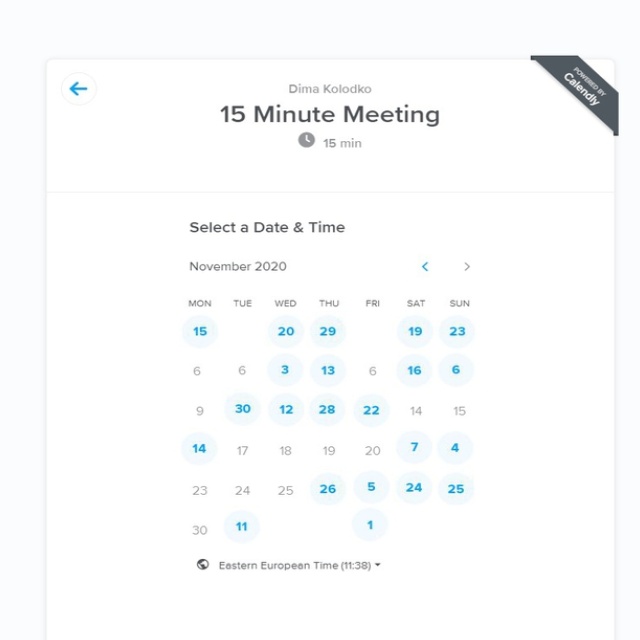 POWERED BY
Calendly
Dima Kolodko
15 Minute Meeting
15 min
Select a Date & Time
November 2020
MON TUE WED THU FRI SAT SUN
15 20 29 19 23
6 6 3 13 6 16 6
9 30 12 28 22 14 15
14 17 18 19 20 7 4
23 24 25 26 5 24 25
30 11 1
Eastern European Time (11:38)